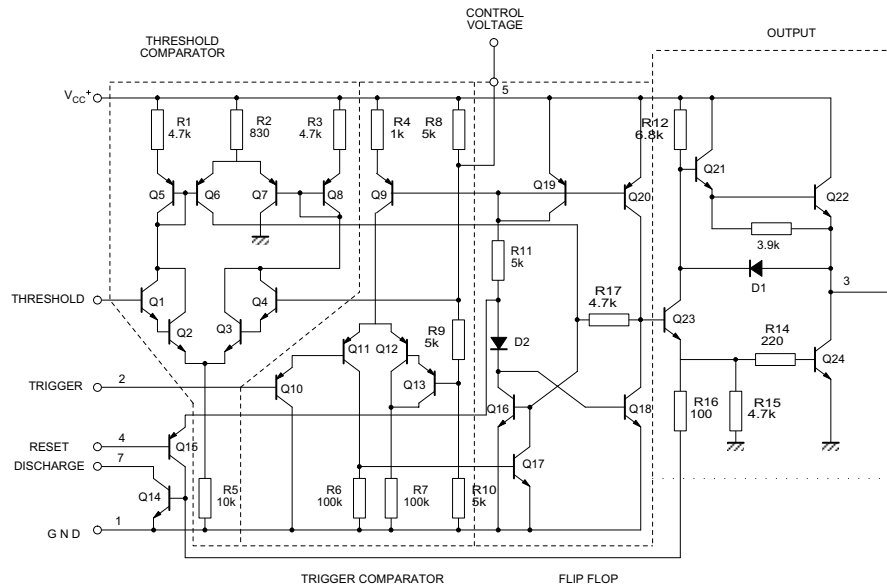 CONTROL
VOLTAGE
THRESHOLD
COMPARATOR
OUTPUT
5
VCC+
R1
4.7k
R2
830
R3
4.7k
R4
1k
R8
5k
R12
6.8k
Q5
Q6
Q7
Q8
Q9
Q19
Q20
Q21
Q22
3.9k
R11
5k
D1
3
THRESHOLD
Q1
Q2
Q3
Q4
R17
4.7k
Q23
R9
5k
D2
R14
220
Q24
Q11
Q12
Q13
TRIGGER
2
Q10
Q16
Q18
R16
100
R15
4.7k
RESET
4
Q15
DISCHARGE
7
Q17
Q14
R5
10k
R6
100k
R7
100k
R10
5k
GND
1
TRIGGER COMPARATOR
FLIP FLOP